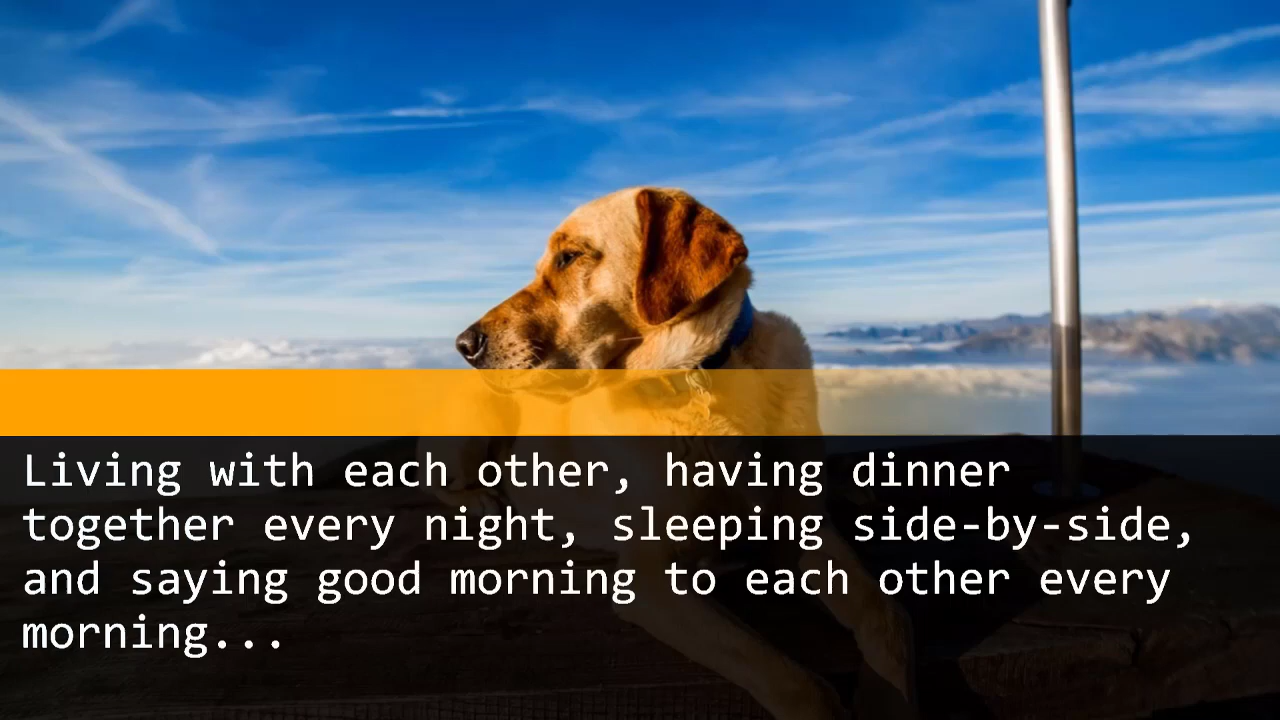 Living with each other, having dinner
together every night, sleeping side-by-side,
and saying good morning to each other every
morning...